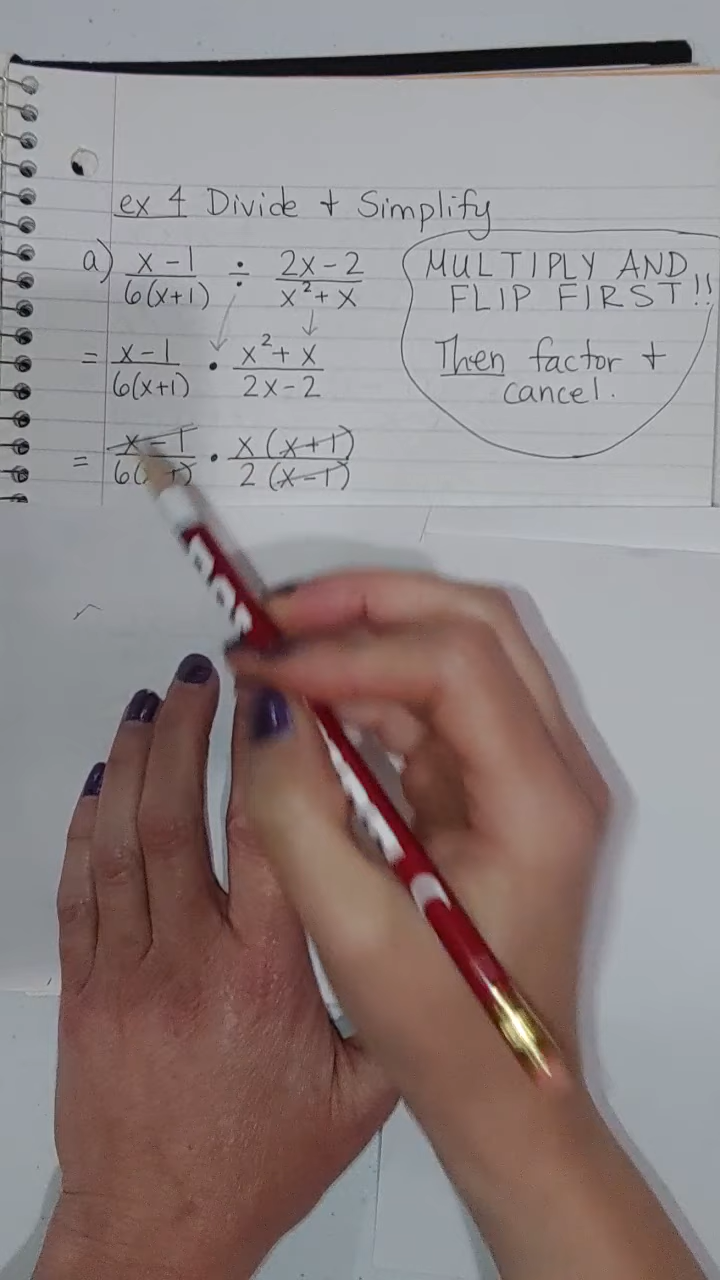 ex 4 Divide + Simplify
a) x-1/6(x+1) ÷ 2x-2/x²+x
= x-1/6(x+1) • x²+x/2x-2
= x-1/6(x+1) • x(x+1)/2(x-1)
MULTIPLY AND
FLIP FIRST!!
Then factor +
cancel.